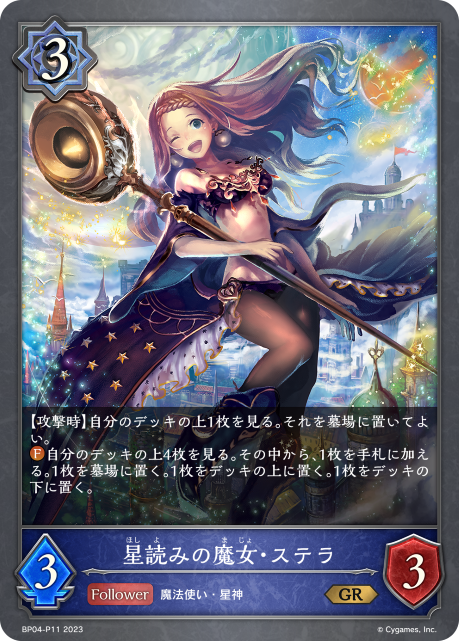 3
【攻撃時】自分のデッキの上1枚を見る。それを墓場に置いてよ
い。
F 自分のデッキの上4枚を見る。その中から、1枚を手札に加え
る。1枚を墓場に置く。1枚をデッキの上に置く。1枚をデッキの
下に置く。
ほしよ まじょ
星読みの魔女・ステラ
3 Follower 魔法使い・星神 GR 3
BP04-P11 2023 © Cygames, Inc.